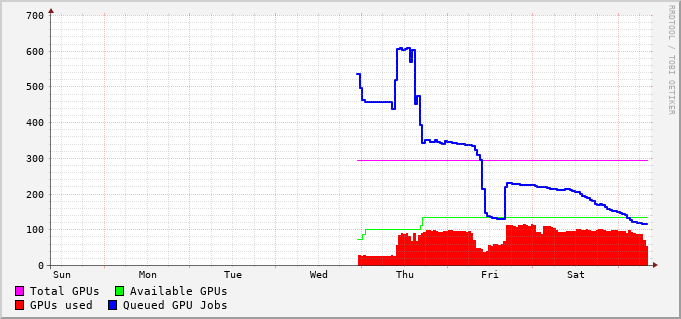 700
600
500
400
300
200
100
0
Sun Mon Tue Wed Thu Fri Sat
Total GPUs Available GPUs
GPUs used Queued GPU Jobs
RRDTOOL / TOBI OETIKER